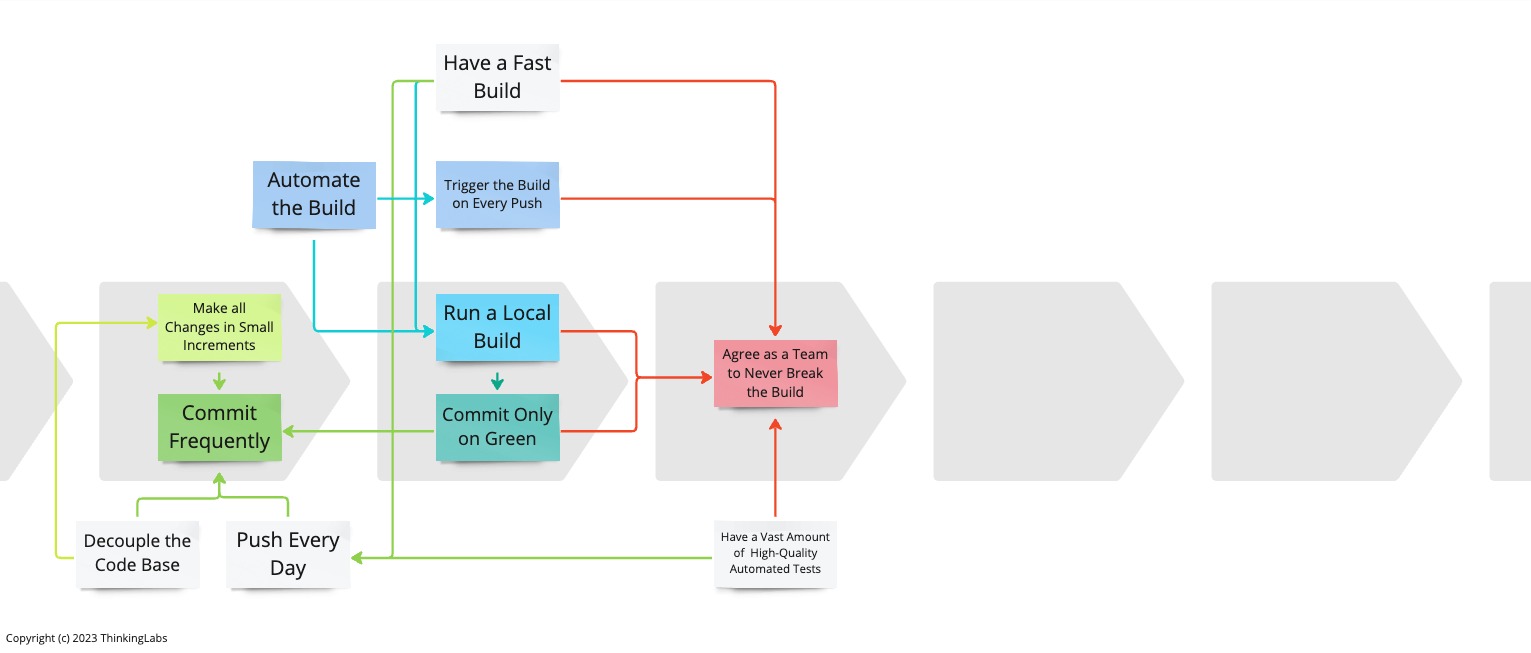 Have a Fast
Build
Automate
the Build
Trigger the Build
on Every Push
Make all
Changes in Small
Increments
Run a Local
Build
Agree as a Team
to Never Break
the Build
Commit
Frequently
Commit Only
on Green
Decouple the
Code Base
Push Every
Day
Have a Vast Amount
of High-Quality
Automated Tests
Copyright (c) 2023 ThinkingLabs